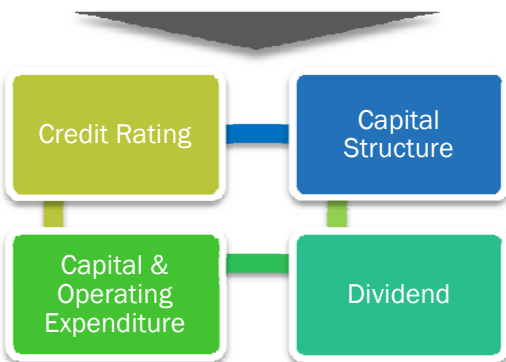 Credit Rating
Capital
Structure
Capital &
Operating
Expenditure
Dividend